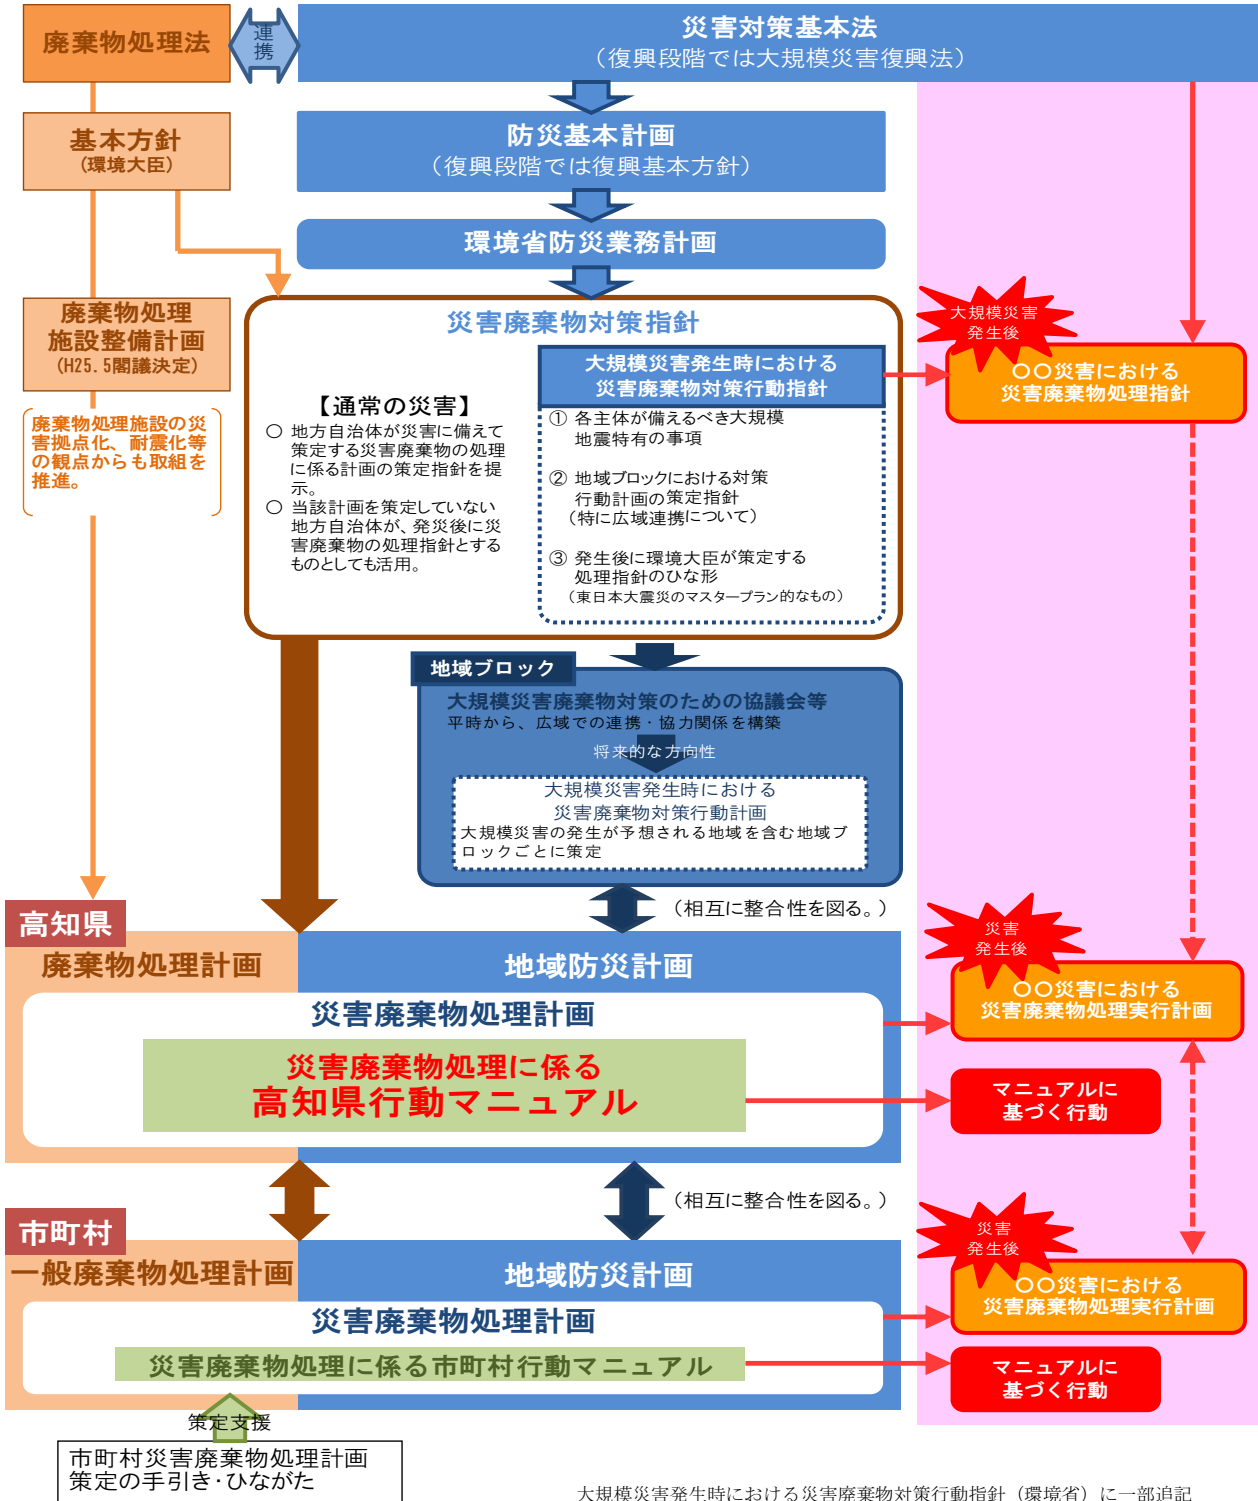 廃棄物処理法
連携
災害対策基本法
（復興段階では大規模災害復興法）
基本方針
(環境大臣)
防災基本計画
（復興段階では復興基本方針）
環境省防災業務計画
廃棄物処理
施設整備計画
(H25.5閣議決定)
廃棄物処理施設の災
害拠点化、耐震化等
の観点からも取組を
推進。
災害廃棄物対策指針
【通常の災害】
○ 地方自治体が災害に備えて
策定する災害廃棄物の処理
に係る計画の策定指針を提
示。
○ 当該計画を策定していない
地方自治体が、発災後に災
害廃棄物の処理指針とする
ものとしても活用。
大規模災害発生時における
災害廃棄物対策行動指針
① 各主体が備えるべき大規模
地震特有の事項
② 地域ブロックにおける対策
行動計画の策定指針
（特に広域連携について）
③ 発生後に環境大臣が策定する
処理指針のひな形
（東日本大震災のマスタープラン的なもの）
大規模災害
発生後
〇〇災害における
災害廃棄物処理指針
地域ブロック
大規模災害廃棄物対策のための協議会等
平時から、広域での連携・協力関係を構築
将来的な方向性
大規模災害発生時における
災害廃棄物対策行動計画
大規模災害の発生が予想される地域を含む地域ブ
ロックごとに策定
（相互に整合性を図る。）
高知県
廃棄物処理計画
地域防災計画
災害廃棄物処理計画
災害廃棄物処理に係る
高知県行動マニュアル
災害
発生後
〇〇災害における
災害廃棄物処理実行計画
マニュアルに
基づく行動
（相互に整合性を図る。）
市町村
一般廃棄物処理計画
地域防災計画
災害廃棄物処理計画
災害廃棄物処理に係る市町村行動マニュアル
災害
発生後
〇〇災害における
災害廃棄物処理実行計画
マニュアルに
基づく行動
策定支援
市町村災害廃棄物処理計画
策定の手引き･ひながた
大規模災害発生時における災害廃棄物対策行動指針（環境省）に一部追記